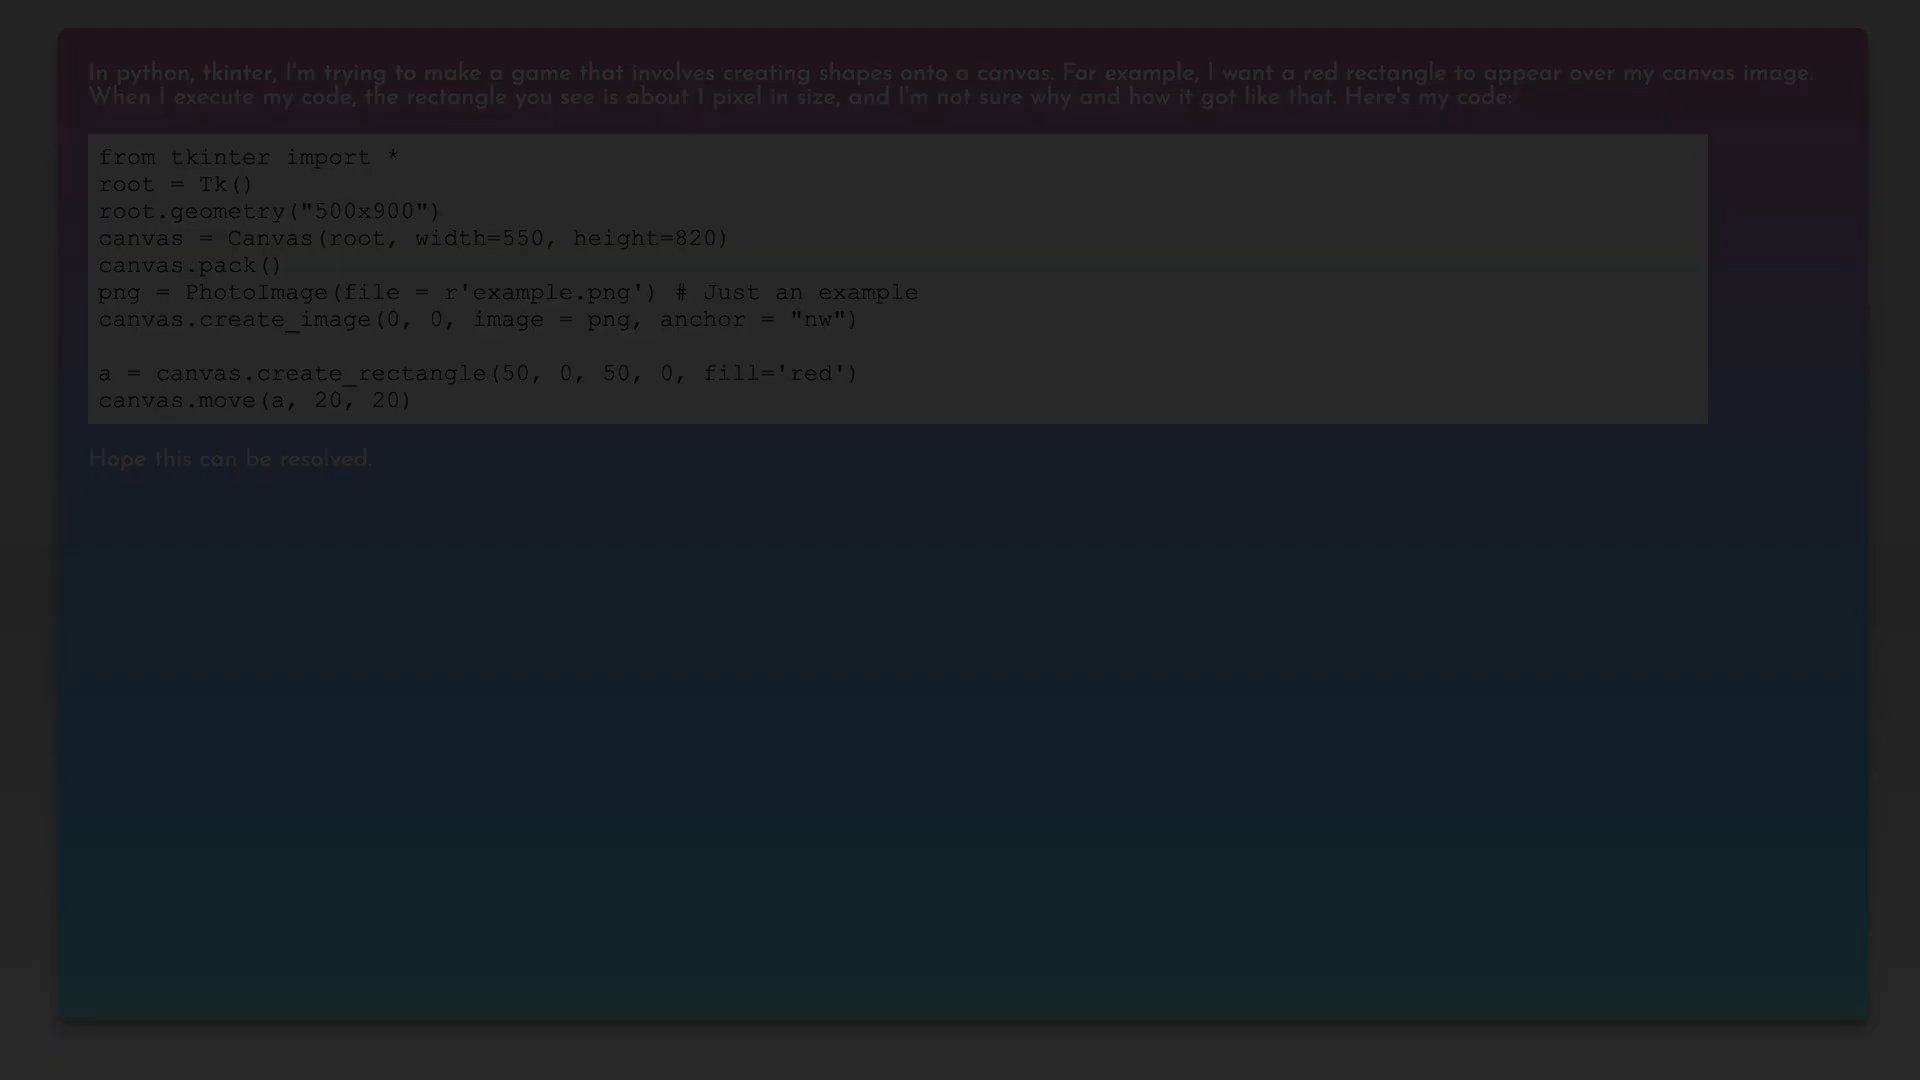 In python, tkinter, I'm trying to make a game that involves creating shapes onto a canvas. For example, I want a red rectangle to appear over my canvas image.
When I execute my code, the rectangle you see is about 1 pixel in size, and I'm not sure why and how it got like that. Here's my code:
from tkinter import *
root = Tk()
root.geometry("500x900")
canvas = Canvas(root, width=550, height=820)
canvas.pack()
png = PhotoImage(file = r'example.png') # Just an example
canvas.create_image(0, 0, image = png, anchor = "nw")
a = canvas.create_rectangle(50, 0, 50, 0, fill='red')
canvas.move(a, 20, 20)
Hope this can be resolved.